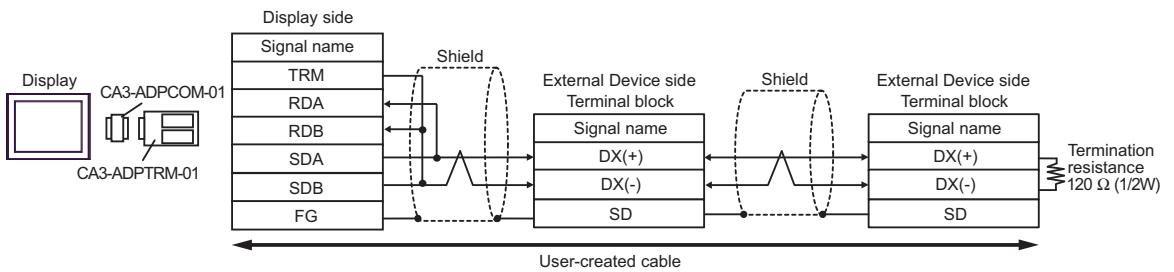 Display side
Signal name
TRM
RDA
RDB
SDA
SDB
FG
Display
CA3-ADPCOM-01
CA3-ADPTRM-01
Shield
External Device side
Terminal block
Signal name
DX(+)
DX(-)
SD
Shield
External Device side
Terminal block
Signal name
DX(+)
DX(-)
SD
Termination
resistance
120 Ω (1/2W)
User-created cable